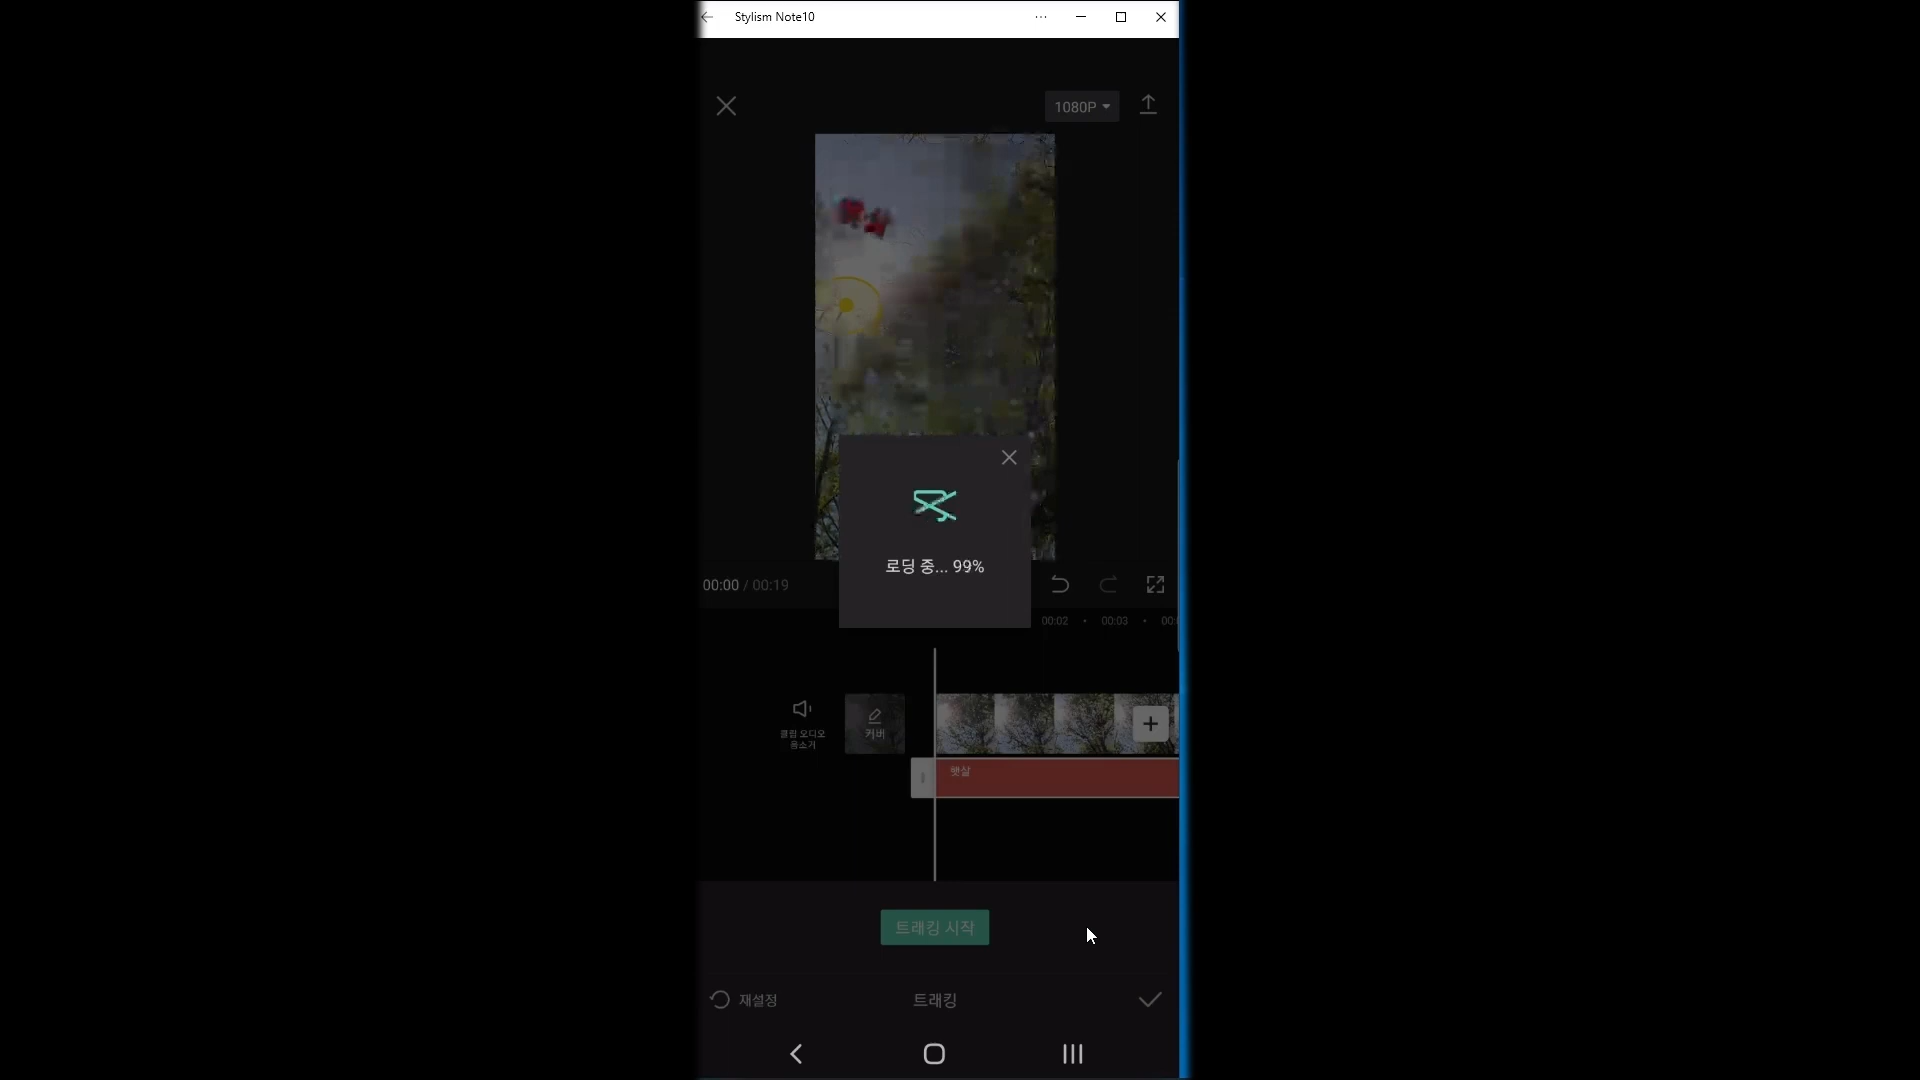 Stylism Note10
1080P
로딩 중... 99%
00:00 / 00:19
00:02
00:03
클립 오디오
음소거
커버
햇살
트래킹 시작
재설정
트래킹